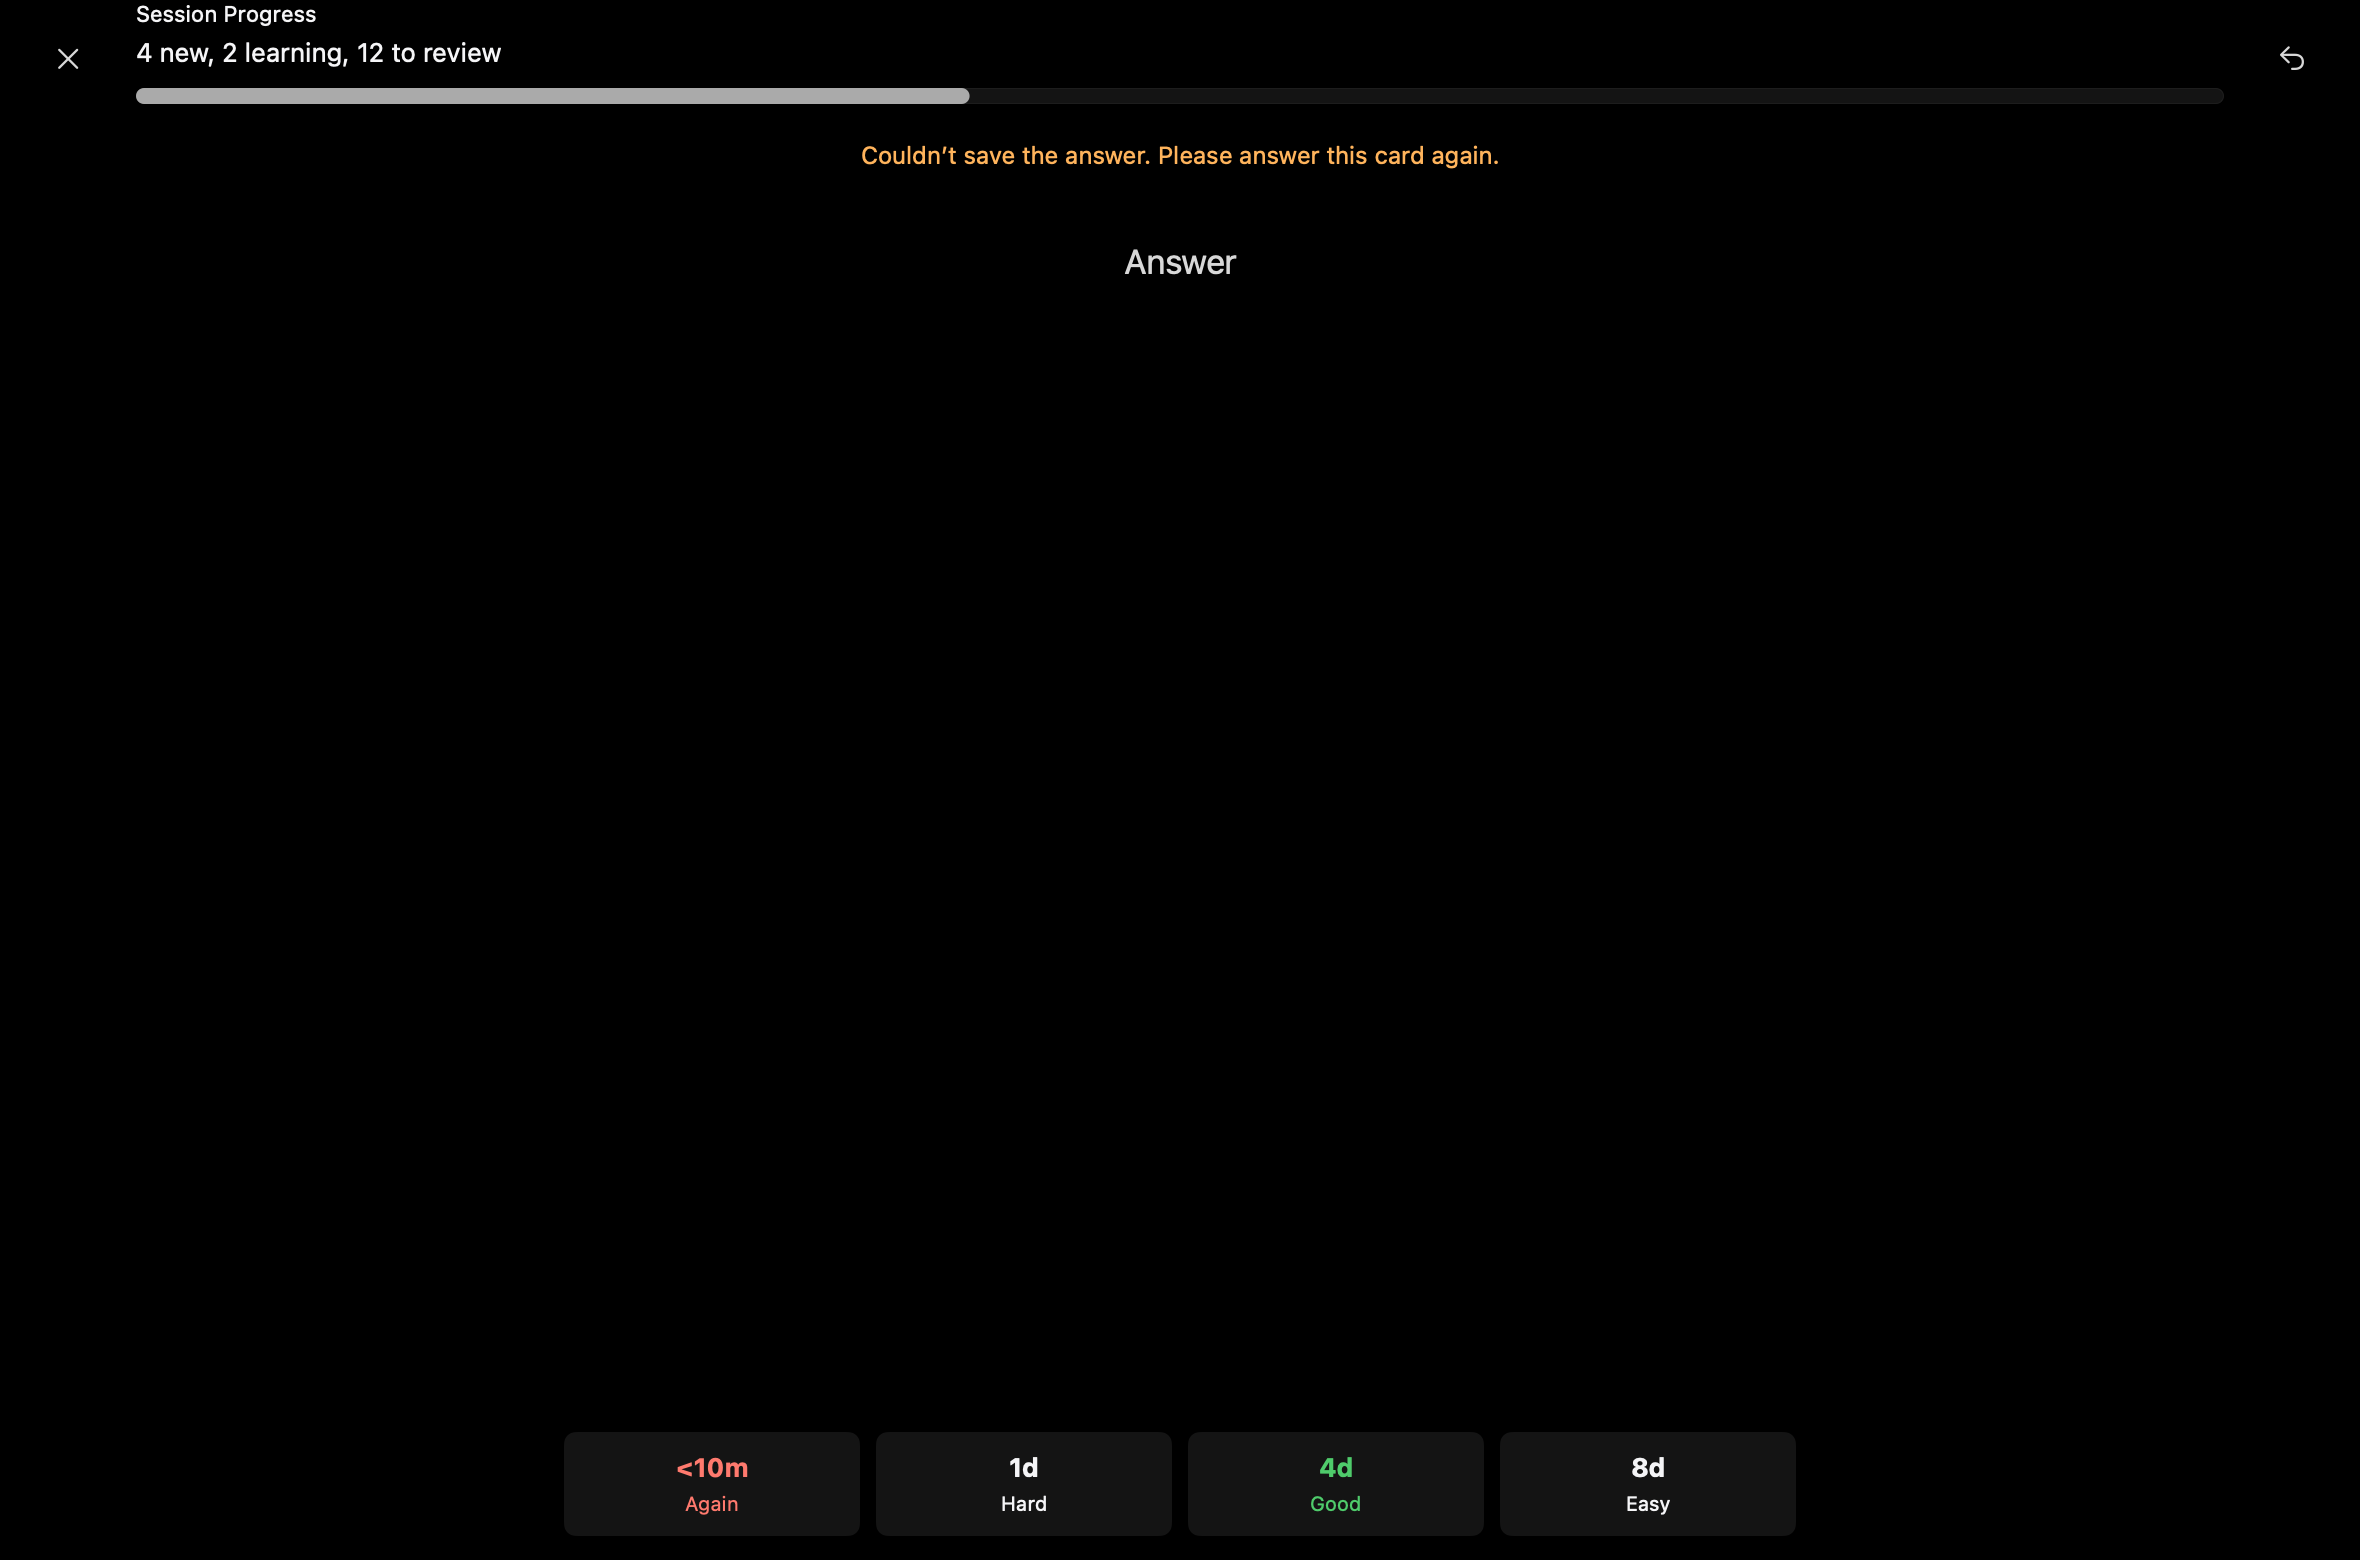 Session Progress
4 new, 2 learning, 12 to review
Couldn’t save the answer. Please answer this card again.
Answer
<10m
Again
1d
Hard
4d
Good
8d
Easy